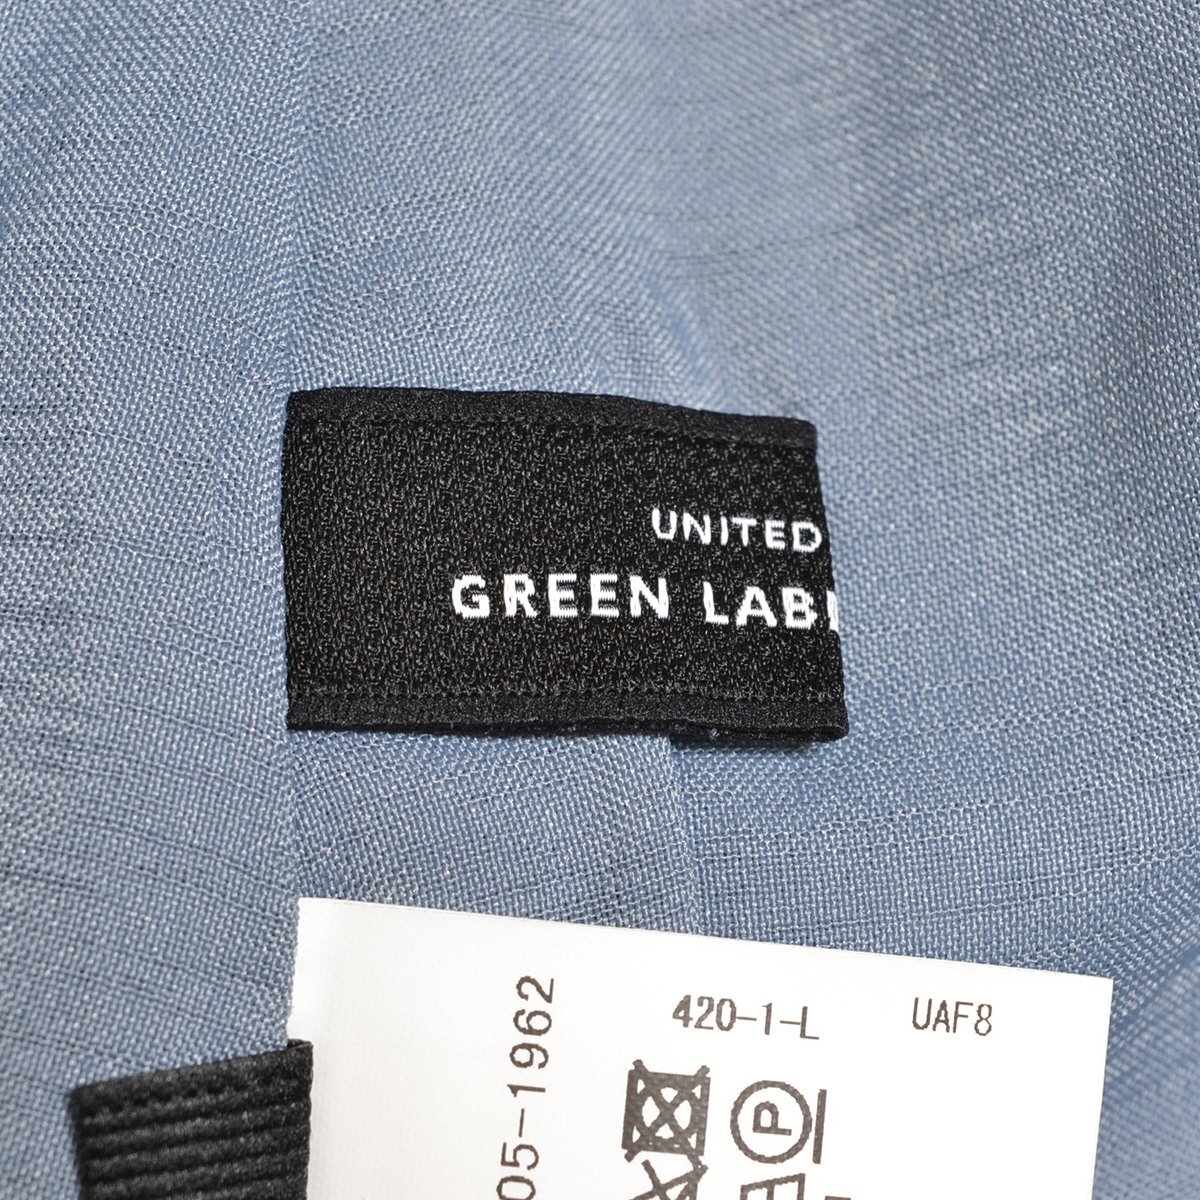 UNITED
GREEN LAB
420-1-L
UAF8
05-1962
P
A